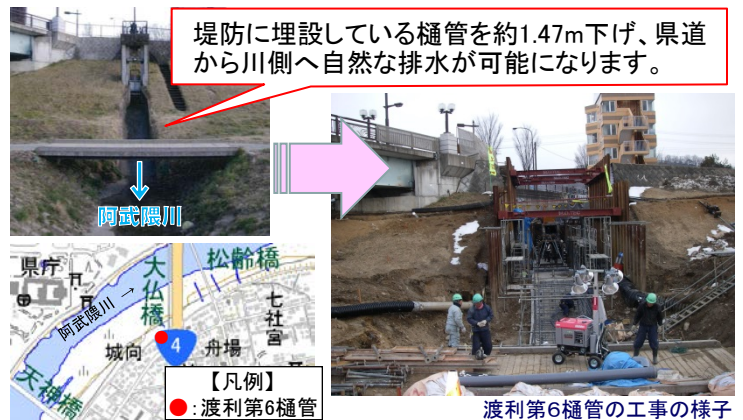 堤防に埋設している樋管を約1.47m下げ、県道
から川側へ自然な排水が可能になります。
阿武隈川
県庁
大仏橋
松齢橋
阿武隈川 →
七社宮
城向
4
舟場
天神橋
【凡例】
●:渡利第6樋管
渡利第6樋管の工事の様子